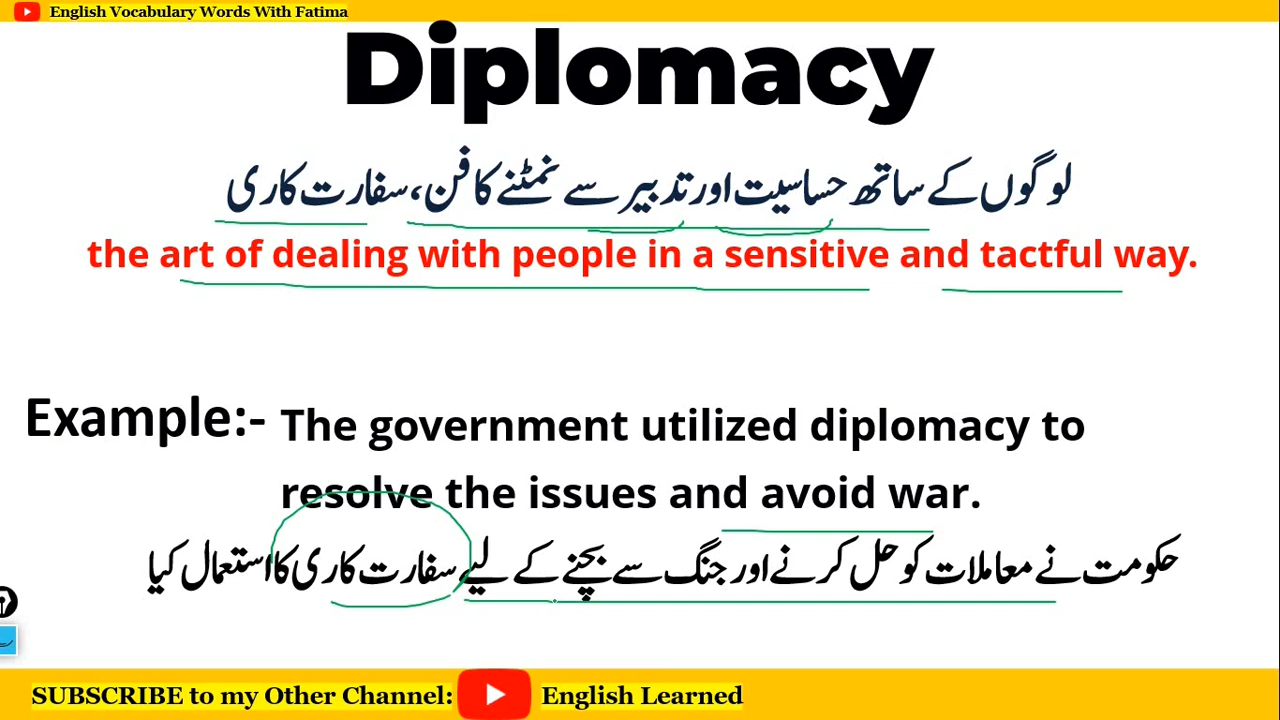 English Vocabulary Words With Fatima
Diplomacy
لوگوں کے ساتھ حساسیت اور تدبیر سے نمٹنے کا فن، سفارت کاری
the art of dealing with people in a sensitive and tactful way.
Example:- The government utilized diplomacy to
resolve the issues and avoid war.
حکومت نے معاملات کو حل کرنے اور جنگ سے بچنے کے لیے سفارت کاری کا استعمال کیا
SUBSCRIBE to my Other Channel: English Learned